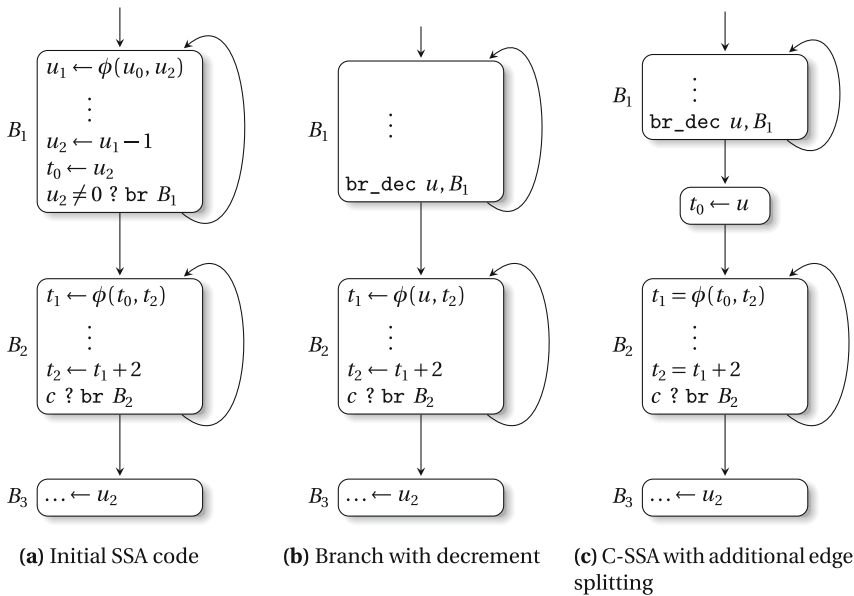 u₁ ← ϕ(u₀, u₂)
⋮
B₁
u₂ ← u₁ − 1
t₀ ← u₂
u₂ ≠ 0 ? br B₁
t₁ ← ϕ(t₀, t₂)
⋮
B₂
t₂ ← t₁ + 2
c ? br B₂
B₃
… ← u₂
(a) Initial SSA code
B₁
⋮
br_dec u, B₁
t₁ ← ϕ(u, t₂)
⋮
B₂
t₂ ← t₁ + 2
c ? br B₂
B₃
… ← u₂
(b) Branch with decrement
B₁
⋮
br_dec u, B₁
t₀ ← u
t₁ = ϕ(t₀, t₂)
⋮
B₂
t₂ = t₁ + 2
c ? br B₂
B₃
… ← u₂
(c) C-SSA with additional edge
splitting